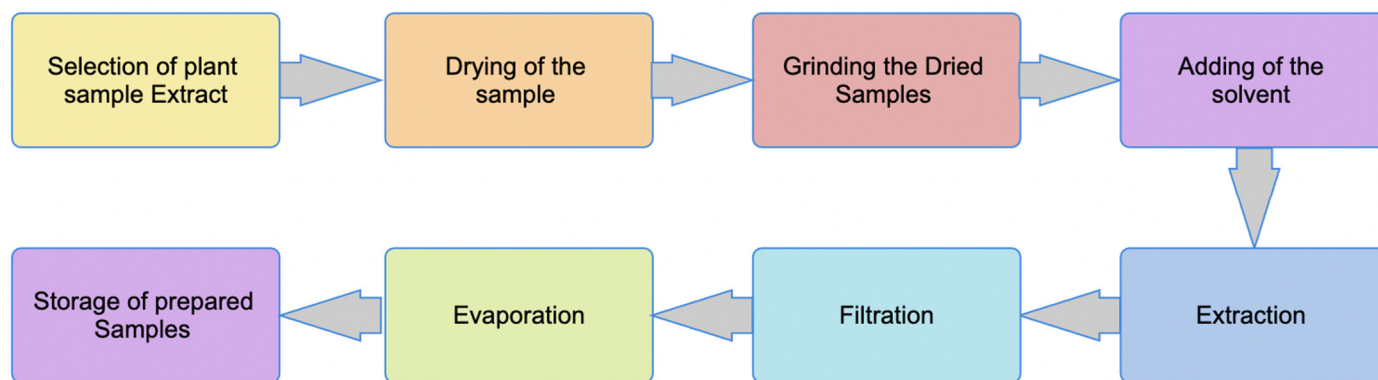 Selection of plant
sample Extract
Drying of the
sample
Grinding the Dried
Samples
Adding of the
solvent
Extraction
Filtration
Evaporation
Storage of prepared
Samples